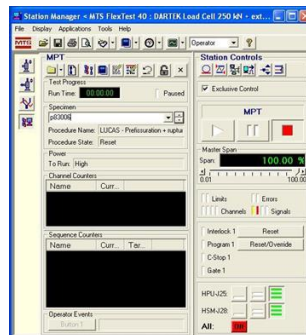 Station Manager < MTS FlexTest 40 : DARTEK Load Cell 250 kN + ext...
File Display Applications Tools Help
MTS Operator
MPT
Station Controls
Test Progress
Run Time: 00:00:00 Paused
Exclusive Control
Specimen
p83006
MPT
Procedure Name: LUCAS - Prefissuration + ruptu
Procedure State: Reset
Power
To Run: High
Master Span
Span: 100.00 %
0.01 100.00
Channel Counters
Name Curr...
Limits Errors
Channels Signals
Interlock 1 Reset
Program 1 Reset/Override
C-Stop 1
Gate 1
Sequence Counters
Name Curr... Tar...
HPU-J25:
HSM-J28:
All:
Operator Events
Button 1